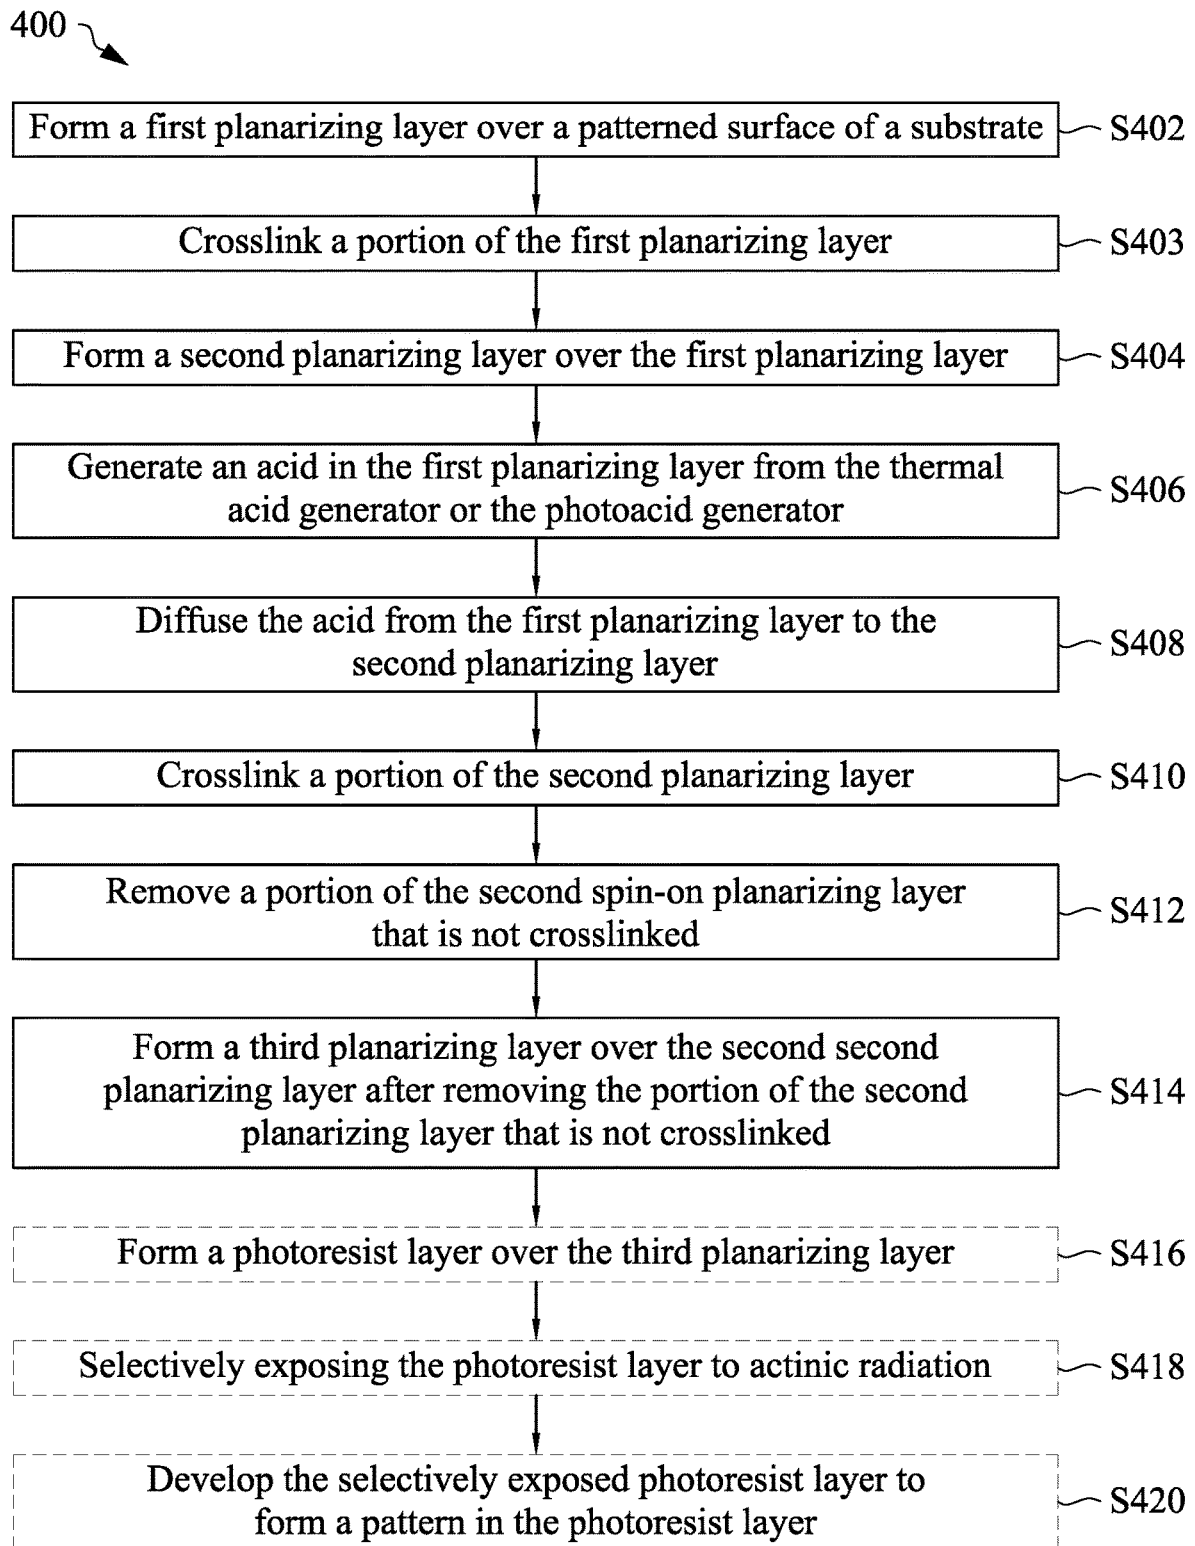 400
Form a first planarizing layer over a patterned surface of a substrate
S402
Crosslink a portion of the first planarizing layer
S403
Form a second planarizing layer over the first planarizing layer
S404
Generate an acid in the first planarizing layer from the thermal
acid generator or the photoacid generator
S406
Diffuse the acid from the first planarizing layer to the
second planarizing layer
S408
Crosslink a portion of the second planarizing layer
S410
Remove a portion of the second spin-on planarizing layer
that is not crosslinked
S412
Form a third planarizing layer over the second second
planarizing layer after removing the portion of the second
planarizing layer that is not crosslinked
S414
Form a photoresist layer over the third planarizing layer
S416
Selectively exposing the photoresist layer to actinic radiation
S418
Develop the selectively exposed photoresist layer to
form a pattern in the photoresist layer
S420